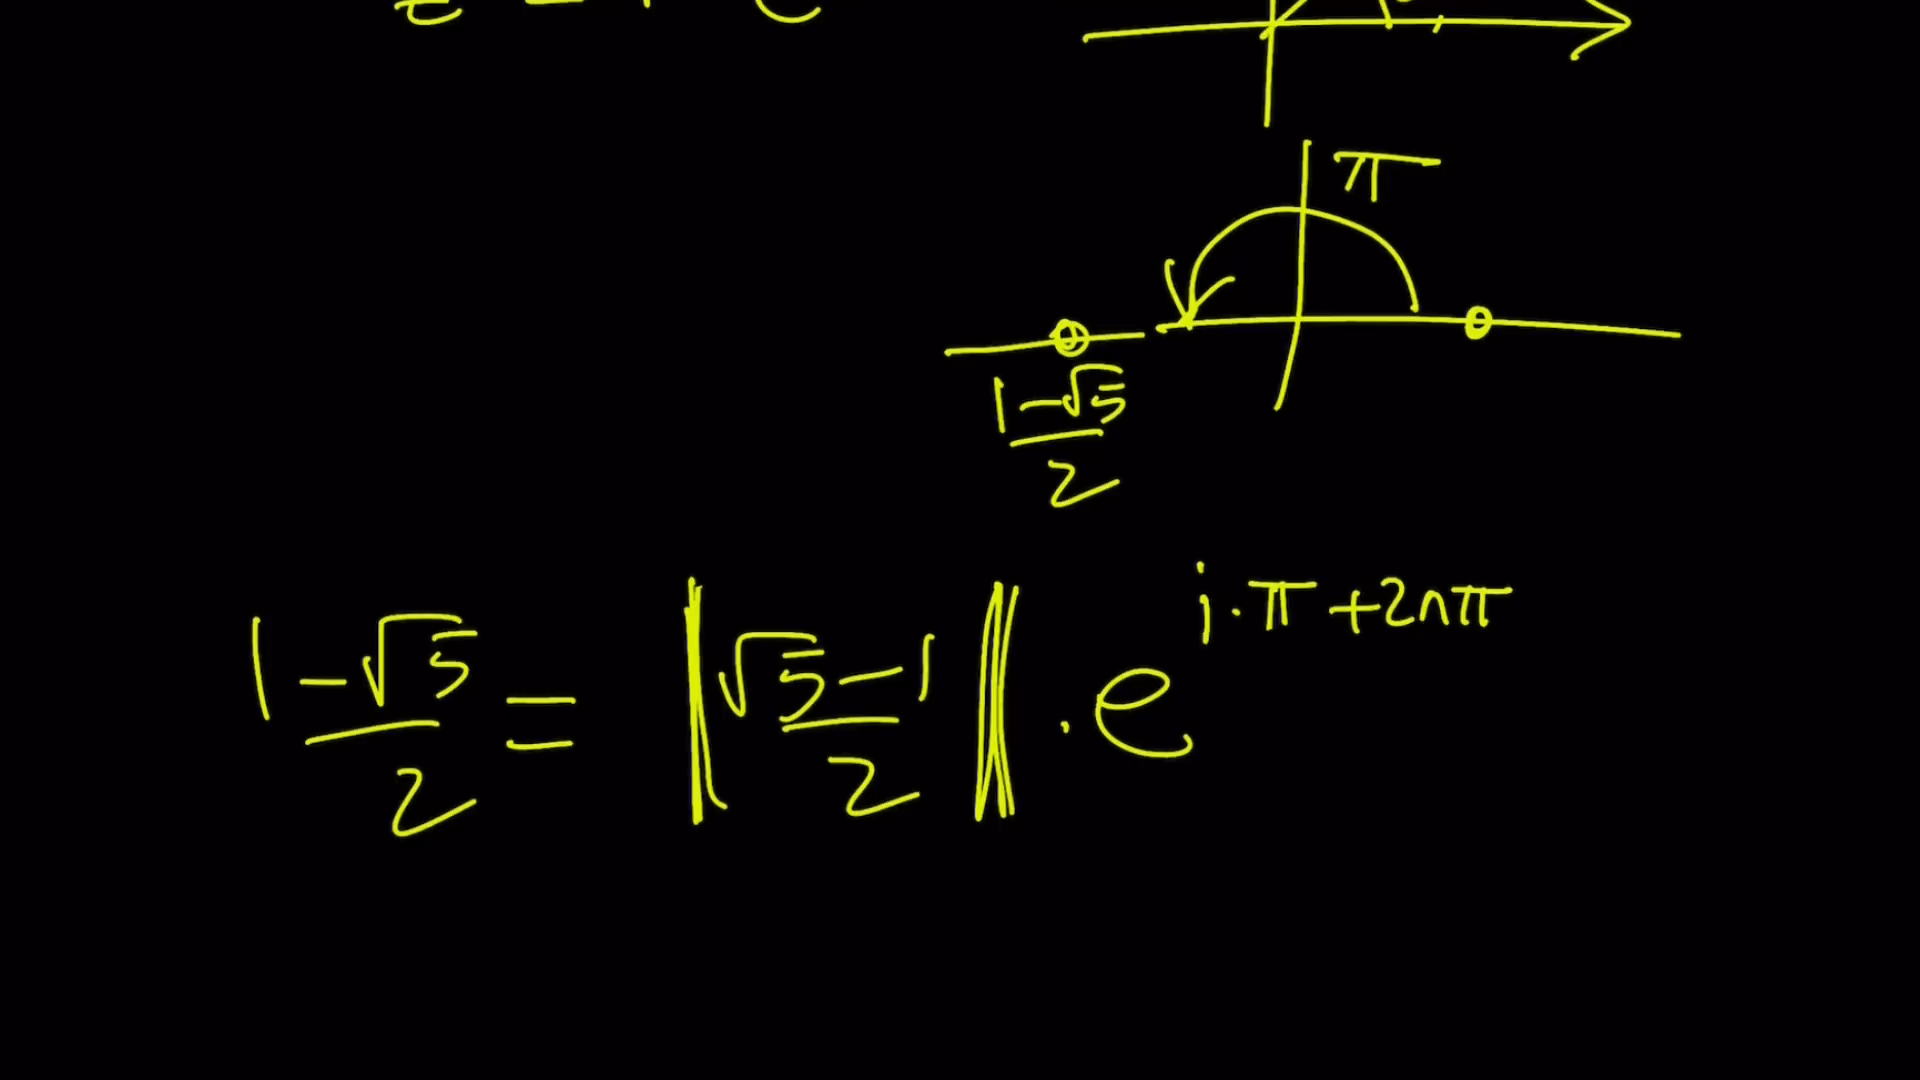 π
1-√5
2
1-√5/2 = |√5-1/2| · e^i·π+2nπ